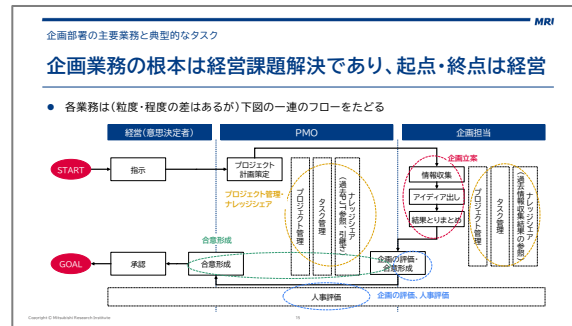 MRI
企画部署の主要業務と典型的なタスク
企画業務の根本は経営課題解決であり、起点・終点は経営
● 各業務は(粒度・程度の差はあるが)下図の一連のフローをたどる
経営(意思決定者)
PMO
企画担当
START
指示
プロジェクト
計画策定
プロジェクト管理・
ナレッジシェア
プロジェクト管理
タスク管理
ナレッジシェア
(過去PJT参照、引継ぎ)
企画立案
情報収集
アイディア出し
結果とりまとめ
プロジェクト管理
タスク管理
ナレッジシェア
(過去情報収集
結果の参照)
合意形成
GOAL
承認
合意形成
企画の評価・
合意形成
人事評価
企画の評価、人事評価
Copyright © Mitsubishi Research Institute